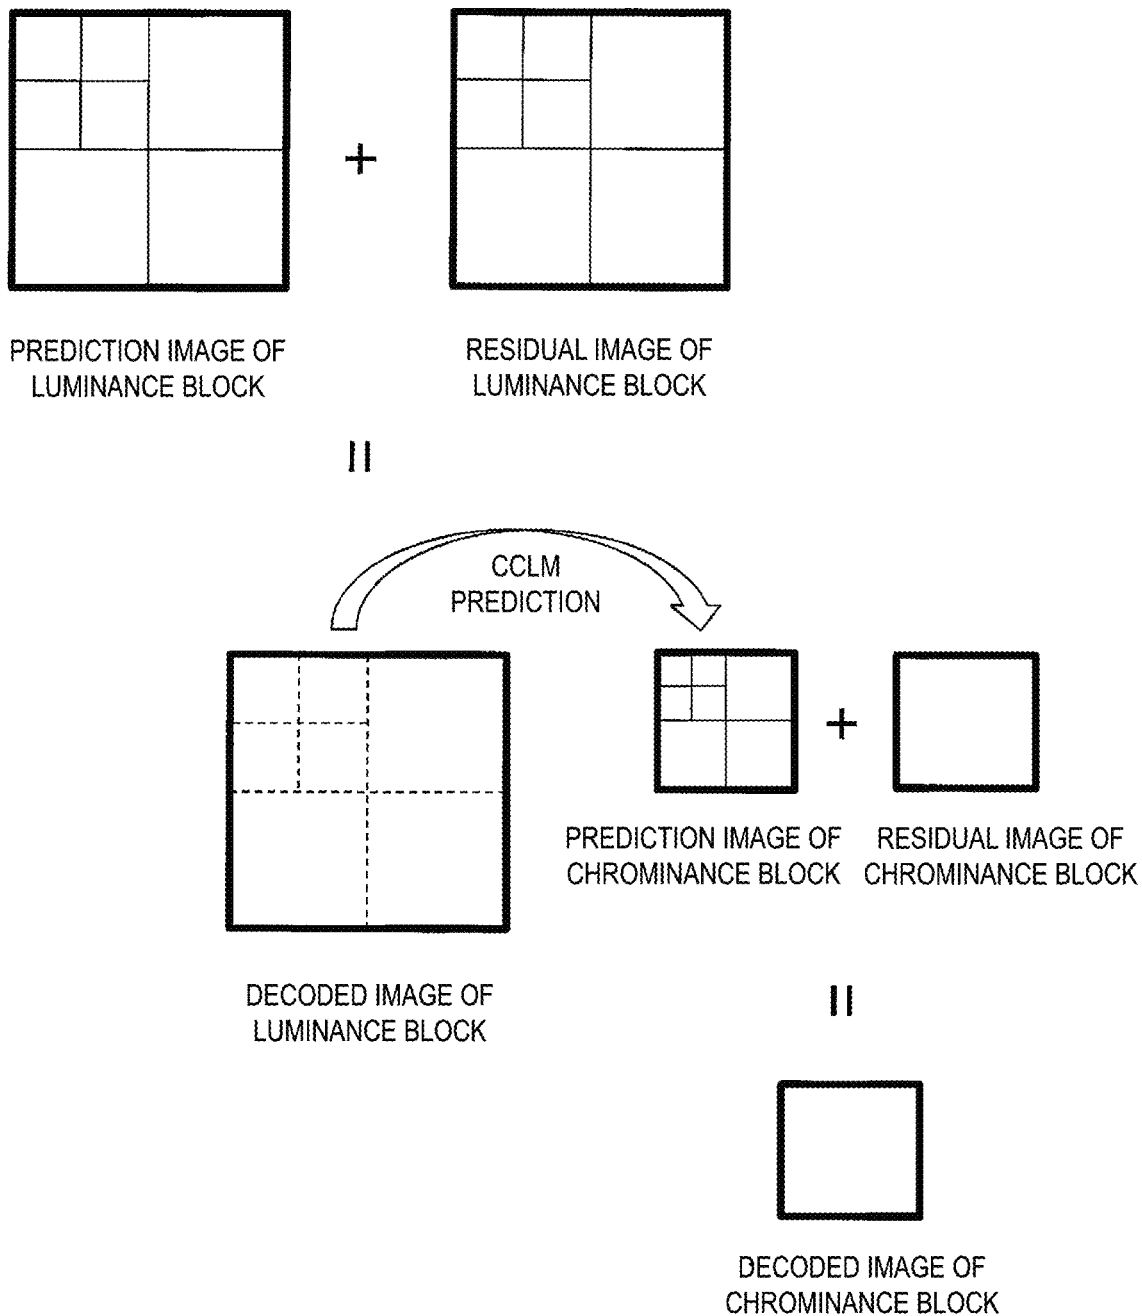 +
PREDICTION IMAGE OF
LUMINANCE BLOCK
RESIDUAL IMAGE OF
LUMINANCE BLOCK
=
CCLM
PREDICTION
+
PREDICTION IMAGE OF
CHROMINANCE BLOCK
RESIDUAL IMAGE OF
CHROMINANCE BLOCK
DECODED IMAGE OF
LUMINANCE BLOCK
=
DECODED IMAGE OF
CHROMINANCE BLOCK